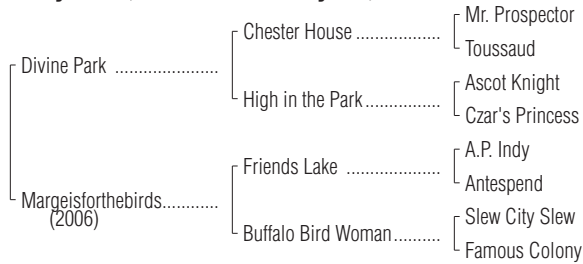 Mr. Prospector
Chester House ..................
Toussaud
Divine Park ......................
Ascot Knight
High in the Park................
Czar's Princess
A.P. Indy
Friends Lake ....................
Antespend
Margeisforthebirds............
(2006)
Slew City Slew
Buffalo Bird Woman..........
Famous Colony